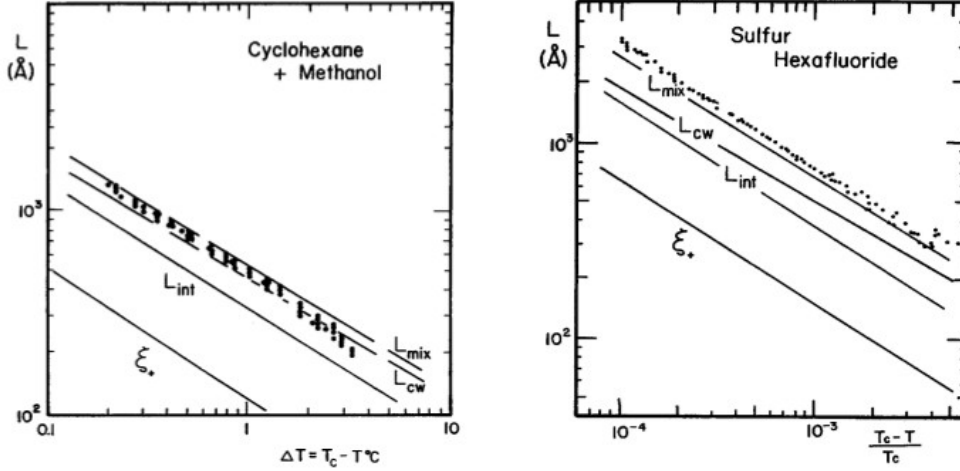 L
(Å)
Cyclohexane
+ Methanol
10³
10²
L_int
ξ₊
L_mix
L_cw
0.1
1
10
ΔT = T_C - T°C
L
(Å)
Sulfur
Hexafluoride
10³
10²
L_mix
L_cw
L_int
ξ₊
10⁻⁴
10⁻³
T_C - T
T_C